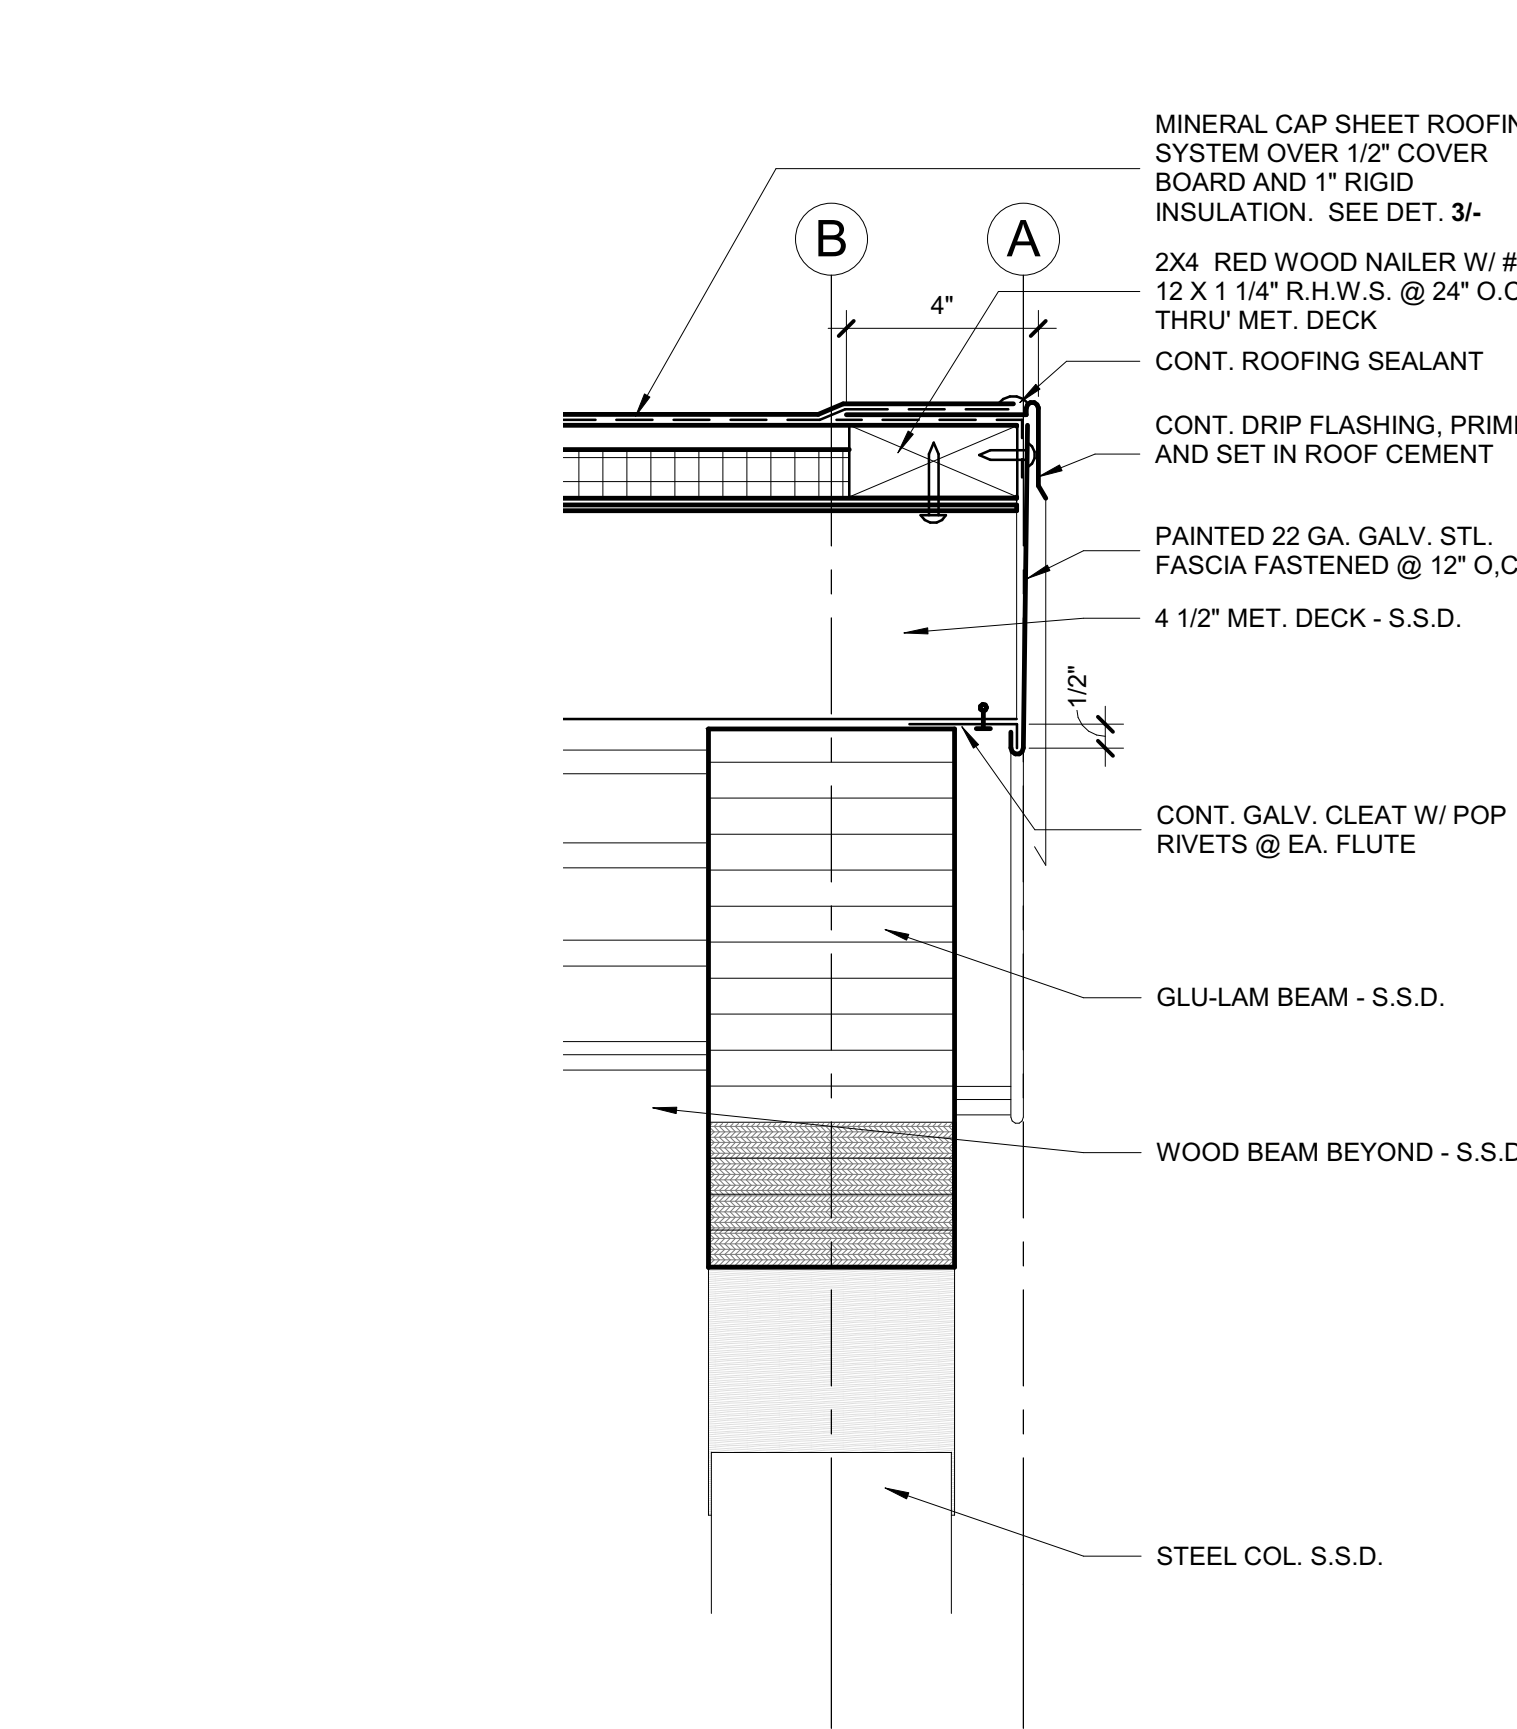 MINERAL CAP SHEET ROOFIN
SYSTEM OVER 1/2" COVER
BOARD AND 1" RIGID
INSULATION. SEE DET. 3/-
B
A
2X4 RED WOOD NAILER W/ #
12 X 1 1/4" R.H.W.S. @ 24" O.C
THRU' MET. DECK
4"
CONT. ROOFING SEALANT
CONT. DRIP FLASHING, PRIM
AND SET IN ROOF CEMENT
PAINTED 22 GA. GALV. STL.
FASCIA FASTENED @ 12" O,C
4 1/2" MET. DECK - S.S.D.
1/2"
CONT. GALV. CLEAT W/ POP
RIVETS @ EA. FLUTE
GLU-LAM BEAM - S.S.D.
WOOD BEAM BEYOND - S.S.D
STEEL COL. S.S.D.